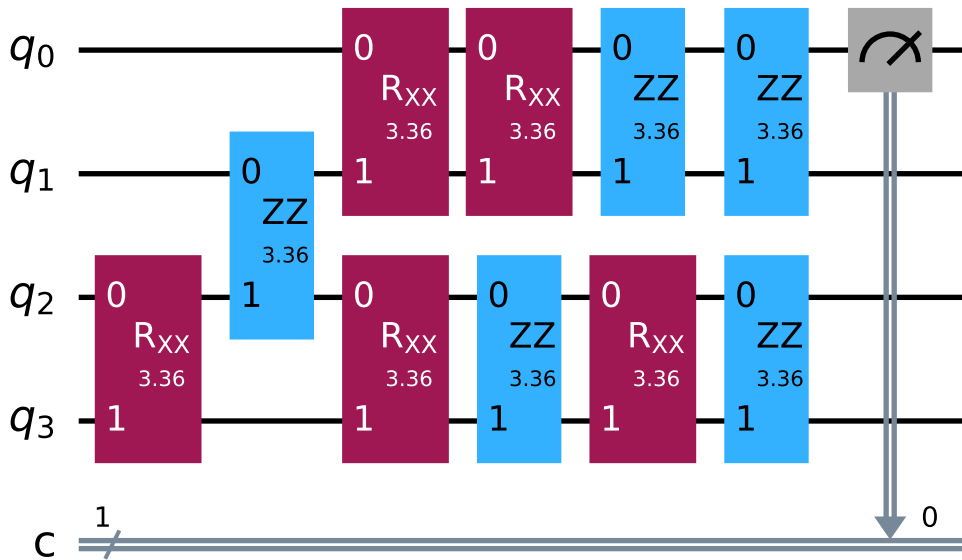 q0 0 0 0 0
RXX RXX ZZ ZZ
3.36 3.36 3.36 3.36
q1 0 1 1 1 1
ZZ
3.36
q2 0 1 0 0 0 0
RXX RXX ZZ RXX ZZ
3.36 3.36 3.36 3.36 3.36
q3 1 1 1 1 1
1 0
c